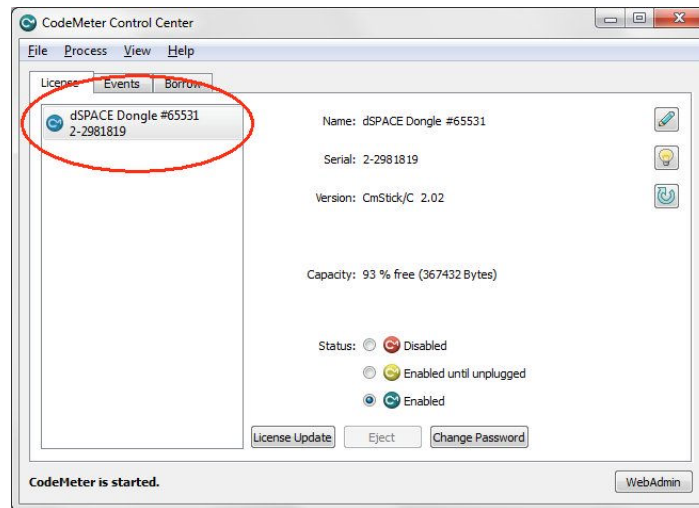 CodeMeter Control Center
File Process View Help
License Events Borrow
dSPACE Dongle #65531
2-2981819
Name: dSPACE Dongle #65531
Serial: 2-2981819
Version: CmStick/C 2.02
Capacity: 93 % free (367432 Bytes)
Status: Disabled
Enabled until unplugged
Enabled
License Update Eject Change Password
CodeMeter is started. WebAdmin